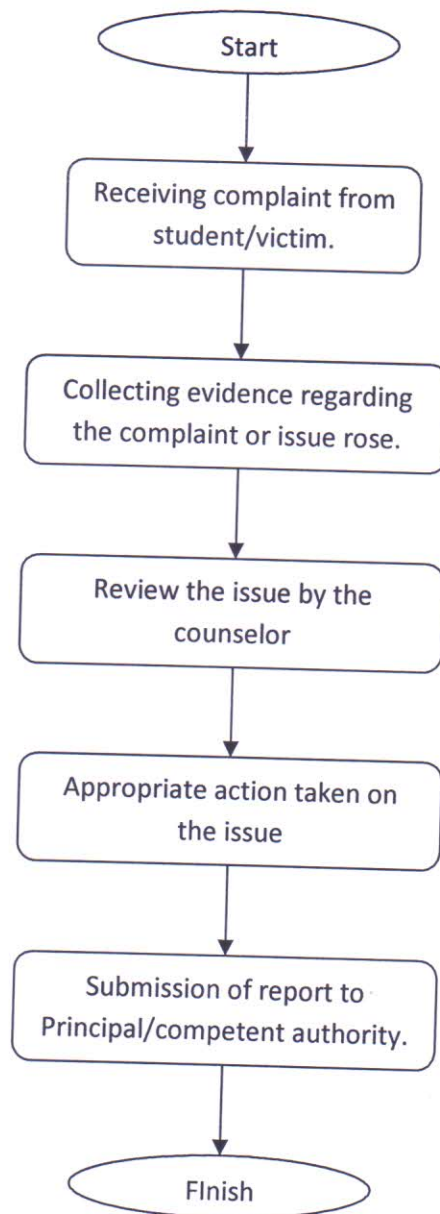 Start
Receiving complaint from
student/victim.
Collecting evidence regarding
the complaint or issue rose.
Review the issue by the
counselor
Appropriate action taken on
the issue
Submission of report to
Principal/competent authority.
FInish